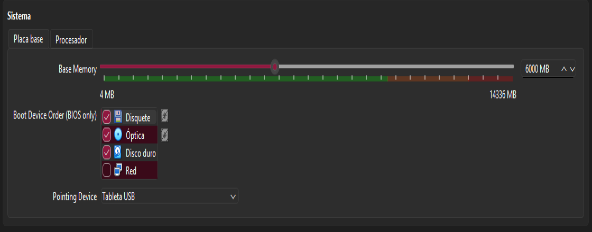 Sistema
Placa base Procesador
Base Memory 6000 MB
4 MB 14336 MB
Boot Device Order (BIOS only) Disquete
Óptica
Disco duro
Red
Pointing Device Tableta USB